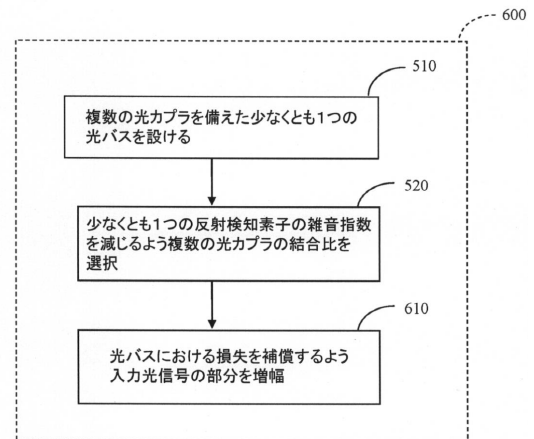 600
510
複数の光カプラを備えた少なくとも1つの
光バスを設ける
520
少なくとも1つの反射検知素子の雑音指数
を減じるよう複数の光カプラの結合比を
選択
610
光バスにおける損失を補償するよう
入力光信号の部分を増幅